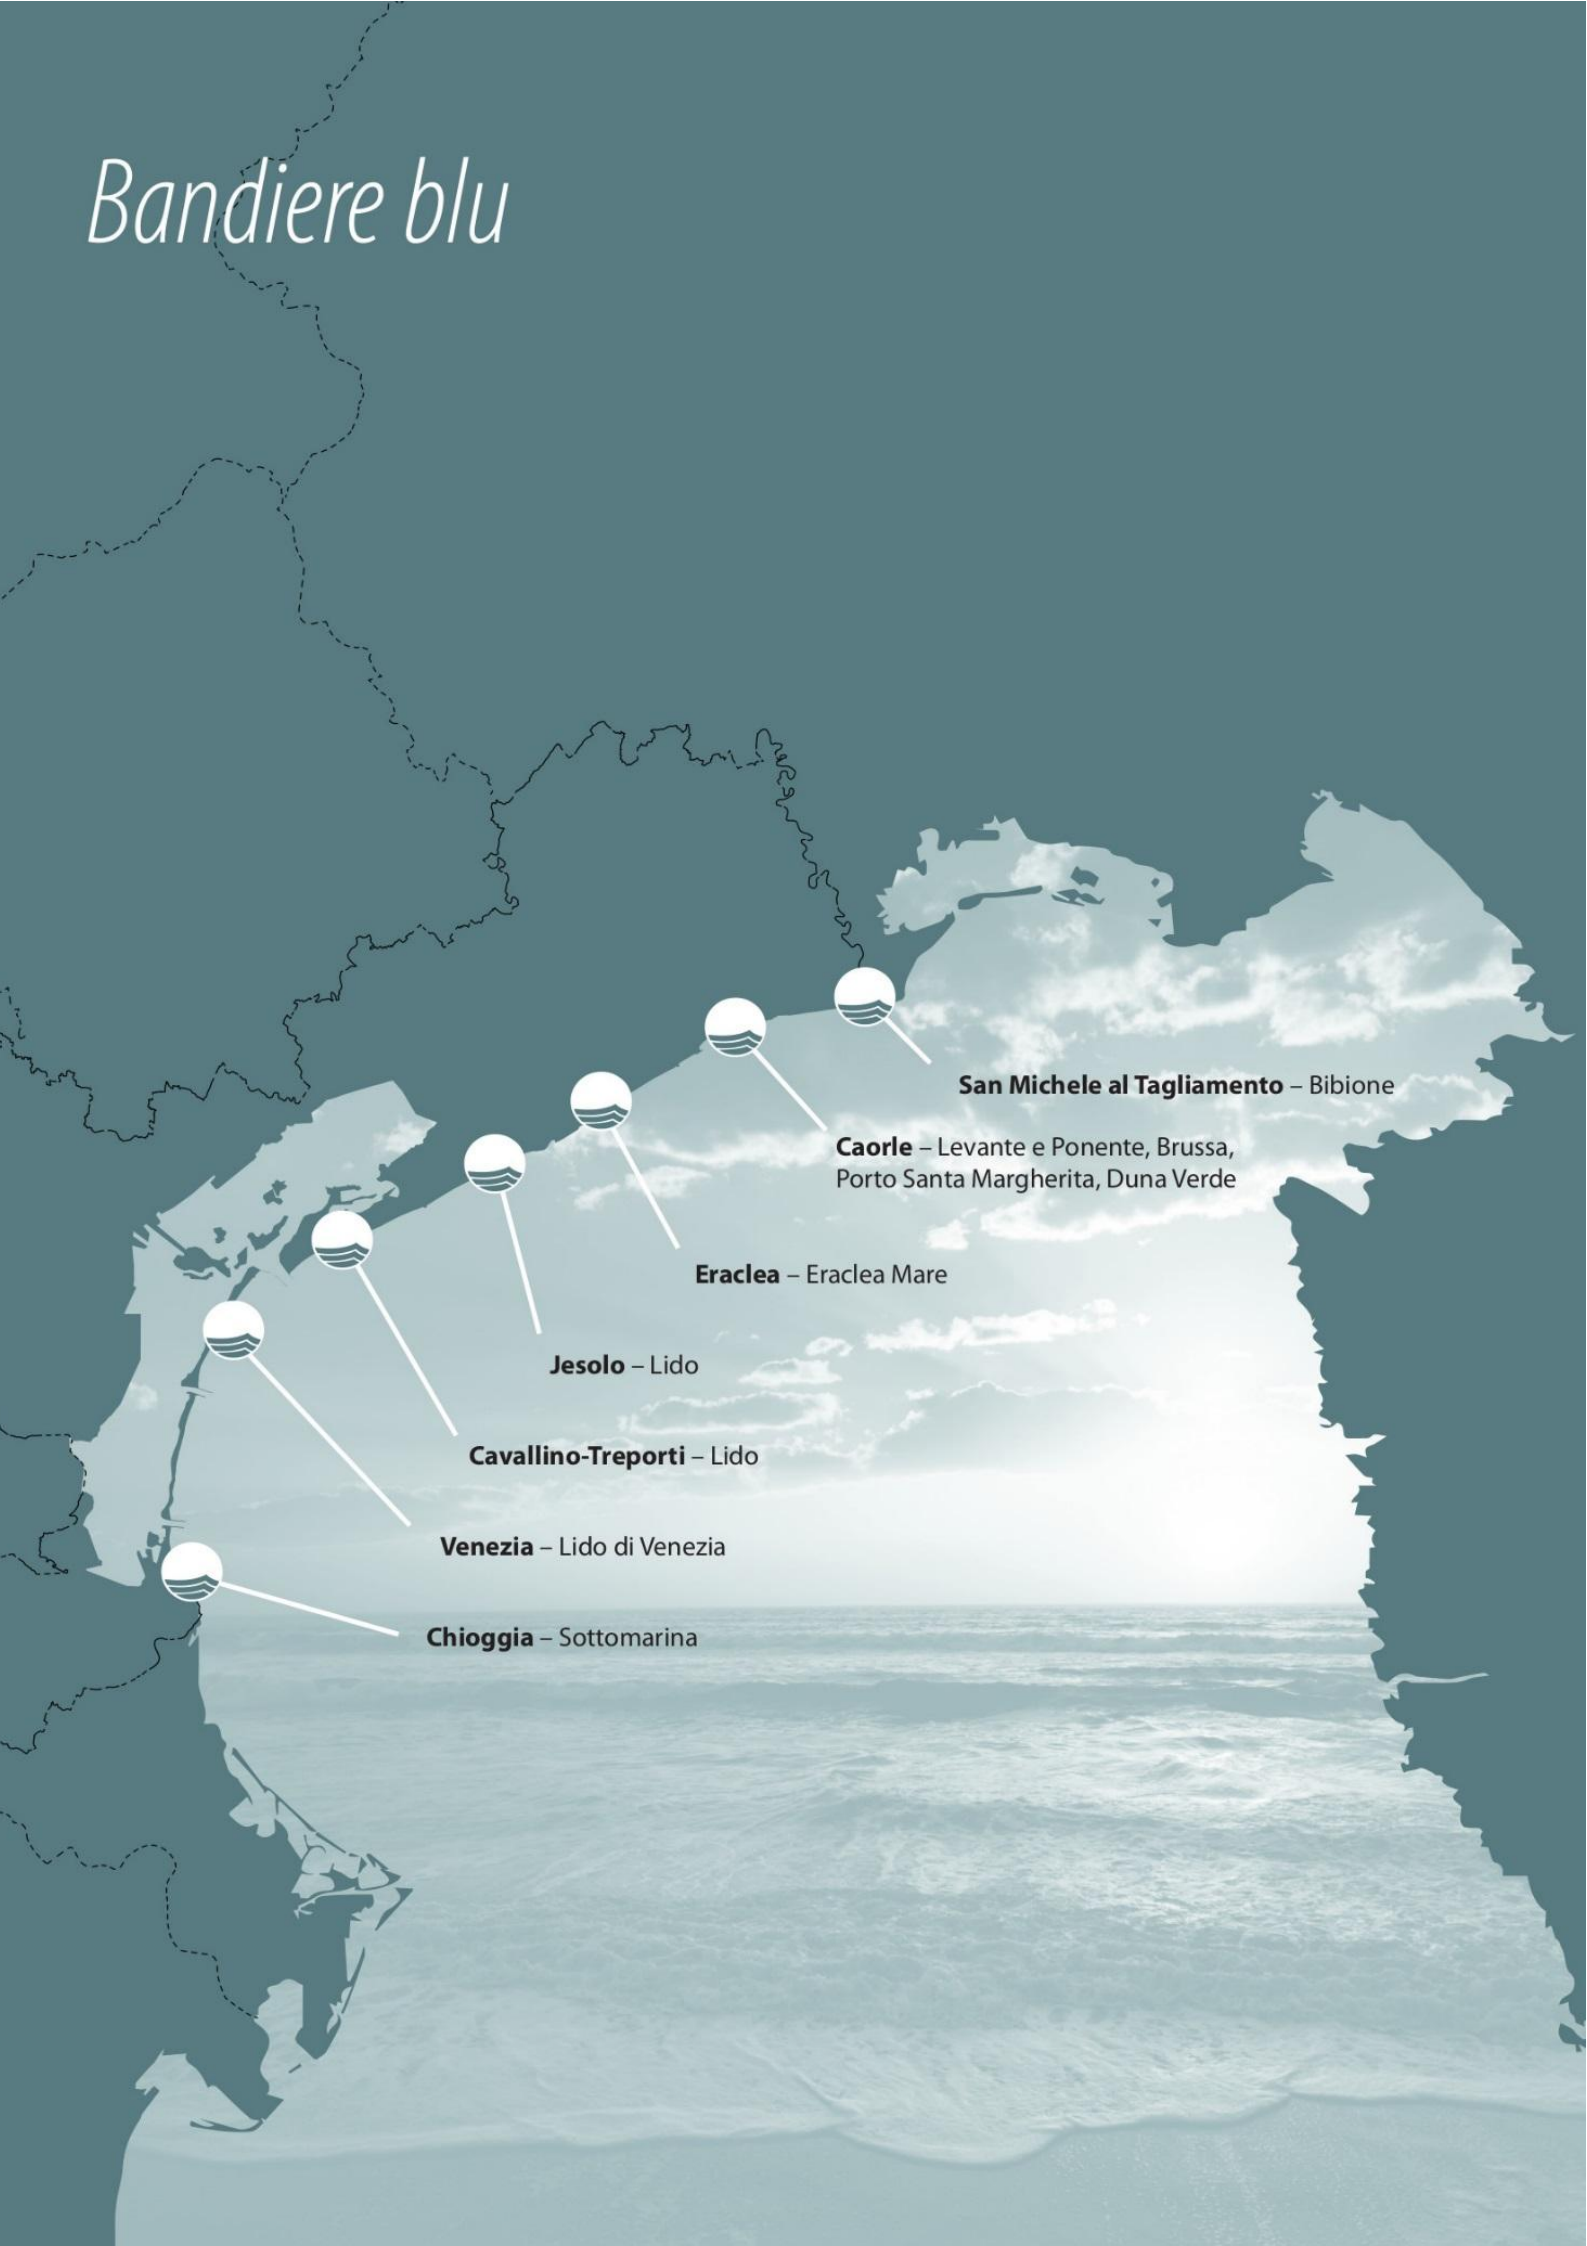 Bandiere blu
San Michele al Tagliamento – Bibione
Caorle – Levante e Ponente, Brussa,
Porto Santa Margherita, Duna Verde
Eraclea – Eraclea Mare
Jesolo – Lido
Cavallino-Treporti – Lido
Venezia – Lido di Venezia
Chioggia – Sottomarina